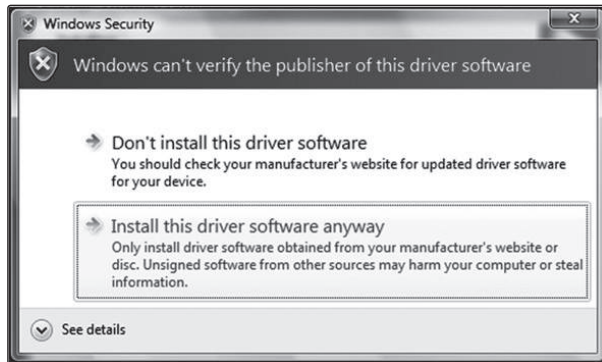 Windows Security
Windows can't verify the publisher of this driver software
Don't install this driver software
You should check your manufacturer's website for updated driver software
for your device.
Install this driver software anyway
Only install driver software obtained from your manufacturer's website or
disc. Unsigned software from other sources may harm your computer or steal
information.
See details